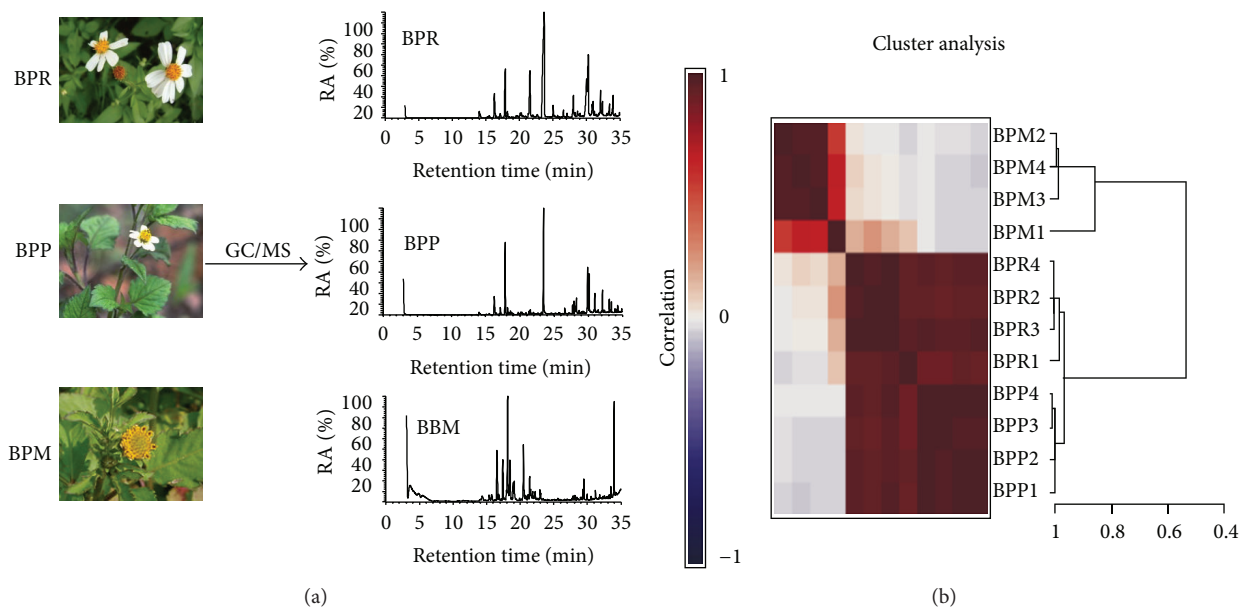 BPR
BPP
BPM
GC/MS
RA (%)
100
80
60
40
20
BPR
0 5 10 15 20 25 30 35
Retention time (min)
RA (%)
100
80
60
40
20
BPP
0 5 10 15 20 25 30 35
Retention time (min)
RA (%)
100
80
60
40
20
BBM
0 5 10 15 20 25 30 35
Retention time (min)
(a)
Cluster analysis
Correlation
1
0
−1
BPM2
BPM4
BPM3
BPM1
BPR4
BPR2
BPR3
BPR1
BPP4
BPP3
BPP2
BPP1
1 0.8 0.6 0.4
(b)